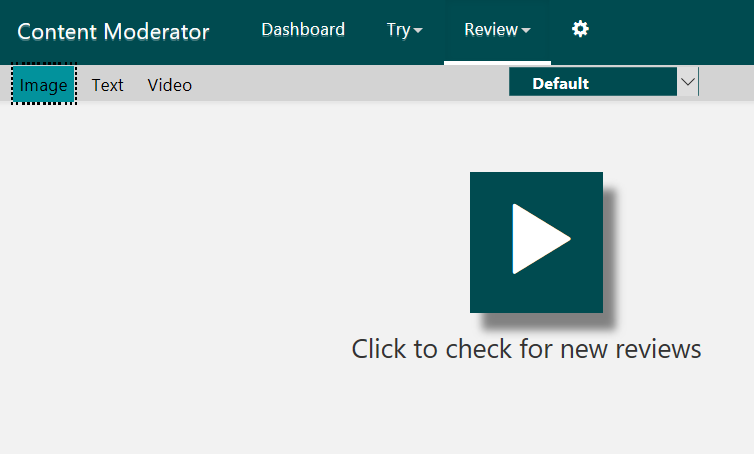 Content Moderator Dashboard Try Review
Image Text Video Default
Click to check for new reviews